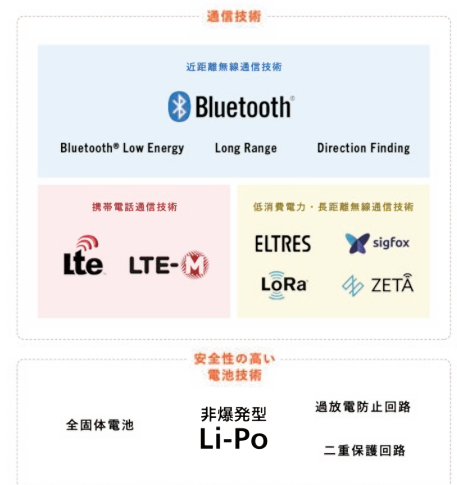 通信技術
近距離無線通信技術
Bluetooth®
Bluetooth® Low Energy Long Range Direction Finding
携帯電話通信技術
低消費電力・長距離無線通信技術
Lte LTE-M
ELTRES sigfox
LoRa ZETA
安全性の高い
電池技術
全固体電池
非爆発型
Li-Po
過放電防止回路
二重保護回路